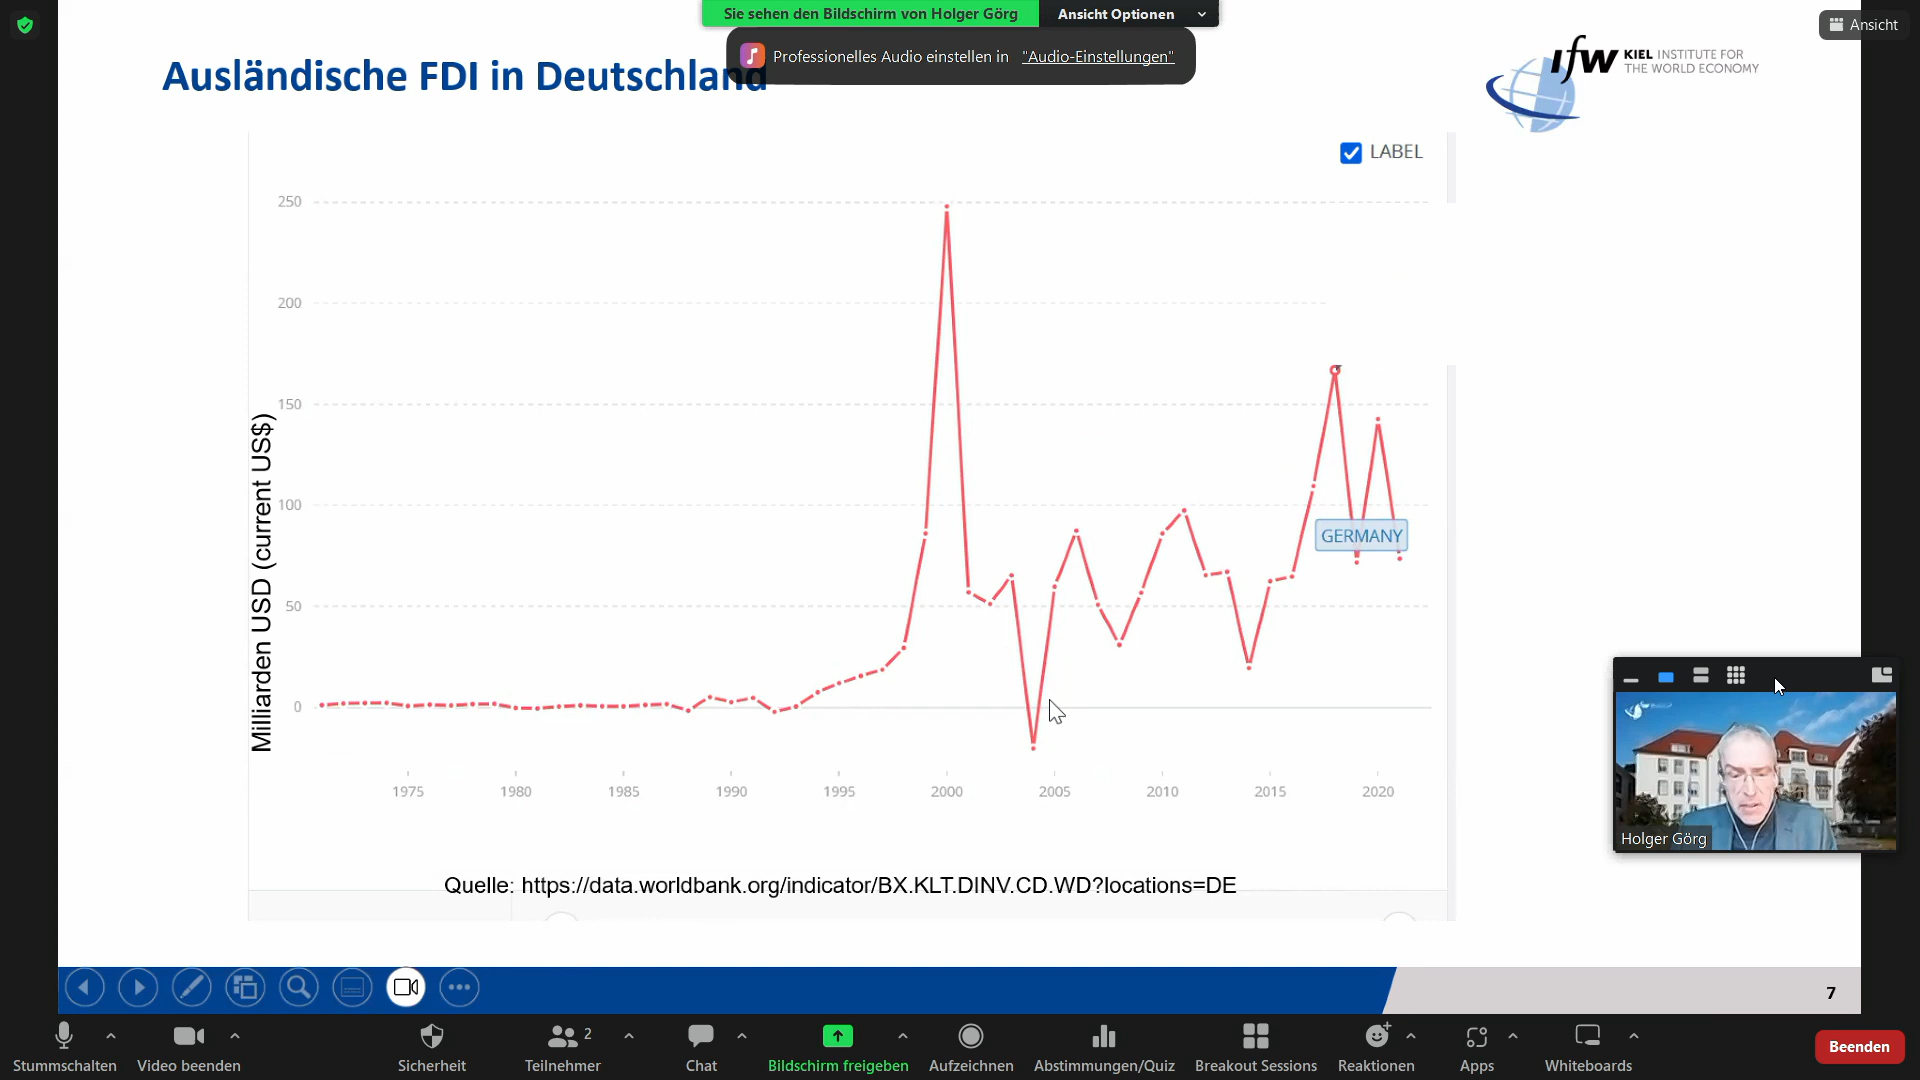 Sie sehen den Bildschirm von Holger Görg
Ansicht Optionen
Ansicht
Professionelles Audio einstellen in "Audio-Einstellungen"
Ausländische FDI in Deutschland
ifw KIEL INSTITUTE FOR
THE WORLD ECONOMY
LABEL
250
200
150
100
50
0
Milliarden USD (current US$)
GERMANY
1975
1980
1985
1990
1995
2000
2005
2010
2015
2020
Quelle: https://data.worldbank.org/indicator/BX.KLT.DINV.CD.WD?locations=DE
Holger Görg
7
Stummschalten
Video beenden
Sicherheit
Teilnehmer
2
Chat
Bildschirm freigeben
Aufzeichnen
Abstimmungen/Quiz
Breakout Sessions
Reaktionen
Apps
Whiteboards
Beenden